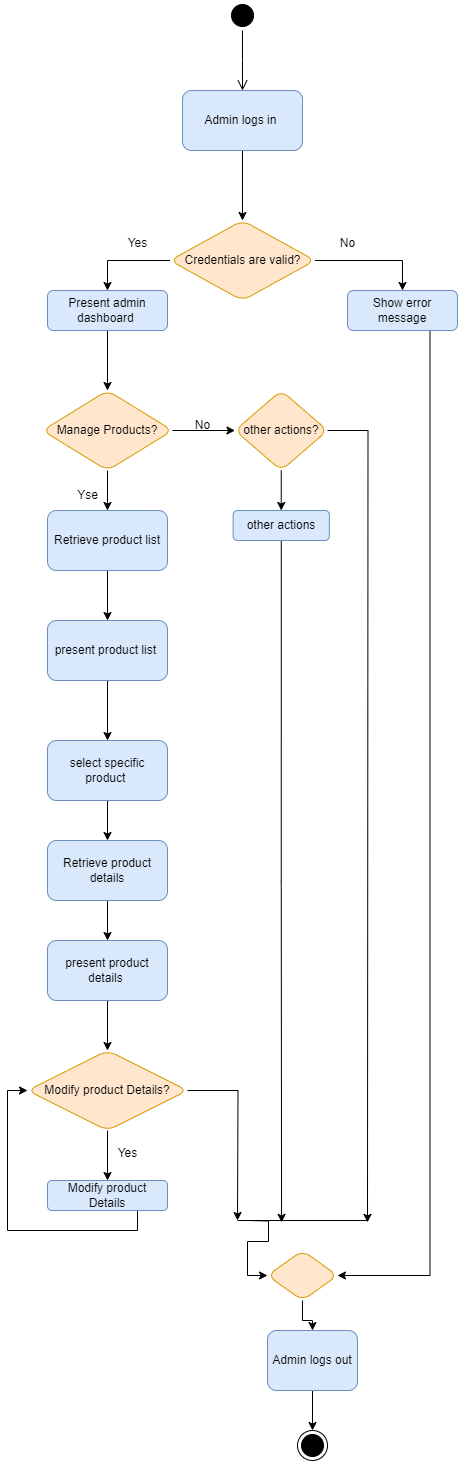 Admin logs in
Yes
No
Credentials are valid?
Present admin
dashboard
Show error
message
Manage Products?
No
other actions?
Yse
Retrieve product list
other actions
present product list
select specific
product
Retrieve product
details
present product
details
Modify product Details?
Yes
Modify product
Details
Admin logs out